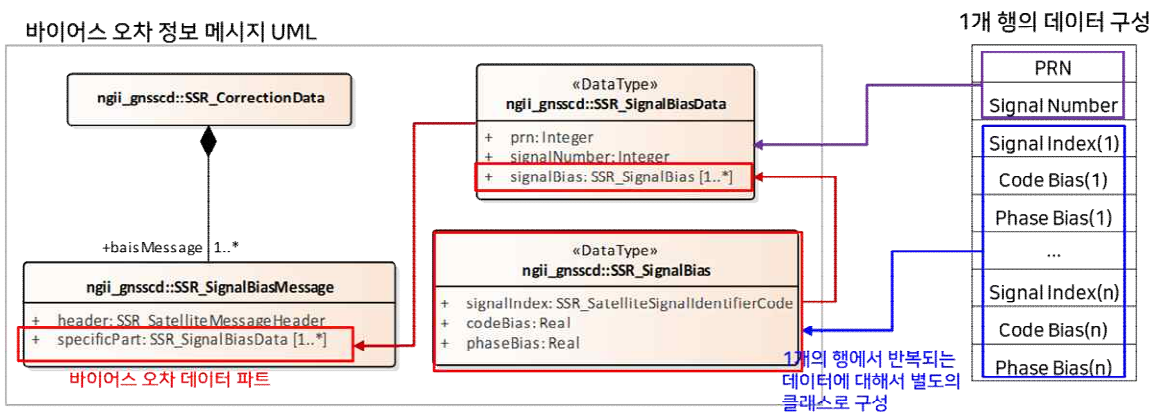 바이어스 오차 정보 메시지 UML
1개 행의 데이터 구성
ngii_gnsscd::SSR_CorrectionData
+baisMessage 1..*
ngii_gnsscd::SSR_SignalBiasMessage
+ header: SSR_SatelliteMessageHeader
+ specificPart: SSR_SignalBiasData [1..*]
바이어스 오차 데이터 파트
«DataType»
ngii_gnsscd::SSR_SignalBiasData
+ prn: Integer
+ signalNumber: Integer
+ signalBias: SSR_SignalBias [1..*]
«DataType»
ngii_gnsscd::SSR_SignalBias
+ signalIndex: SSR_SatelliteSignalIdentifierCode
+ codeBias: Real
+ phaseBias: Real
1개의 행에서 반복되는
데이터에 대해서 별도의
클래스로 구성
PRN
Signal Number
Signal Index(1)
Code Bias(1)
Phase Bias(1)
...
Signal Index(n)
Code Bias(n)
Phase Bias(n)